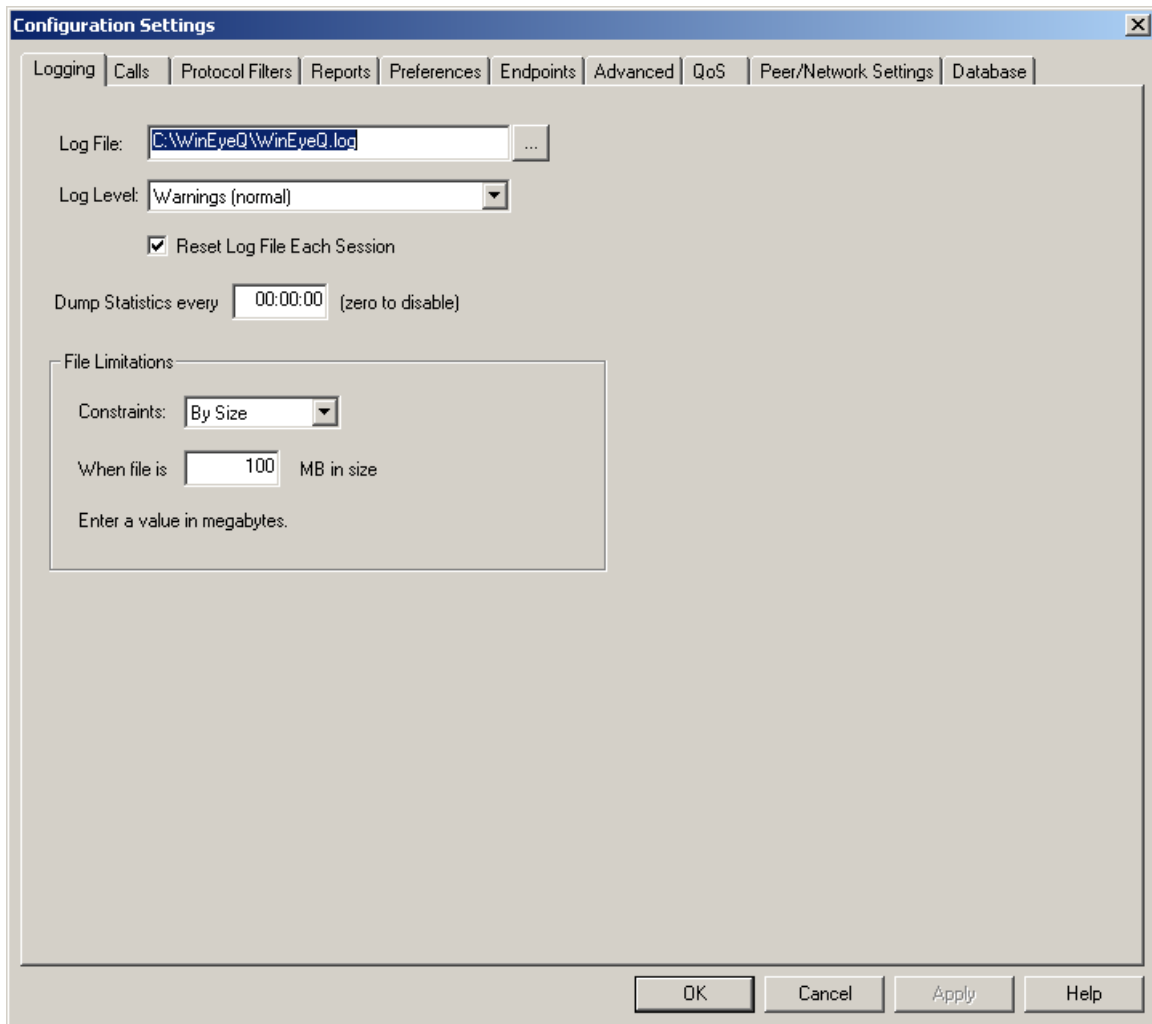 Configuration Settings
Logging Calls Protocol Filters Reports Preferences Endpoints Advanced QoS Peer/Network Settings Database
Log File: C:\WinEyeQ\WinEyeQ.log ...
Log Level: Warnings (normal)
Reset Log File Each Session
Dump Statistics every 00:00:00 (zero to disable)
File Limitations
Constraints: By Size
When file is 100 MB in size
Enter a value in megabytes.
OK Cancel Apply Help